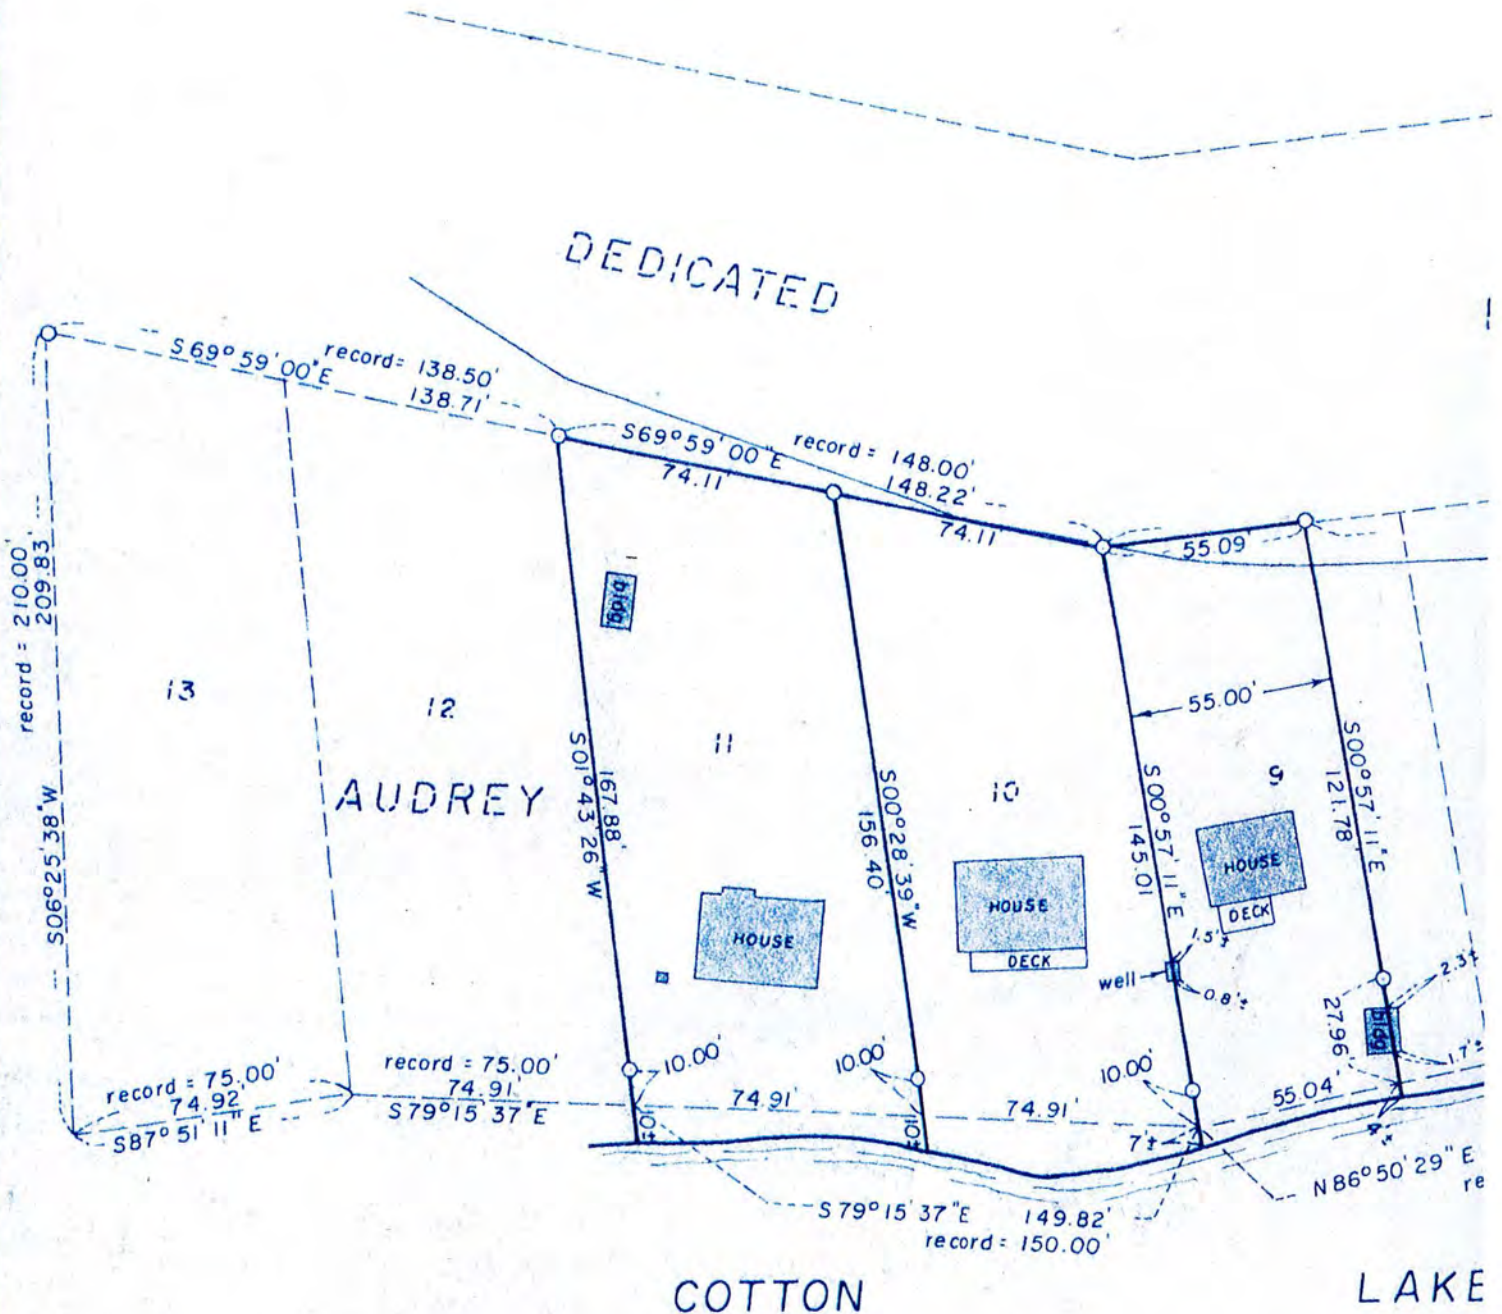 DEDICATED
S69°59'00"E
record = 138.50'
138.71'
S69°59'00"E
record = 148.00'
74.11'
148.22'
74.11'
55.09'
record = 210.00'
209.83'
S06°25'38"W
bldg
13
12
11
10
9
55.00'
AUDREY
S01°43'26"W
167.88'
S00°28'39"W
156.40'
S00°57'11"E
145.01
S00°57'11"E
121.78'
HOUSE
HOUSE
DECK
HOUSE
DECK
well
1.5'±
0.8'±
2.3±
27.96
bldg
1.7'±
record = 75.00'
74.92
S87°51'11"E
record = 75.00'
74.91'
S79°15'37"E
10.00'
74.91'
10.00'
74.91'
10.00'
55.04'
10±
10±
7'±
4'±
S79°15'37"E 149.82'
record = 150.00'
N86°50'29"E
re
COTTON LAKE